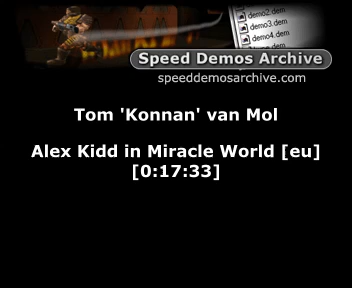 demo2.dem
demo3.dem
demo4.dem
Speed Demos Archive
speeddemosarchive.com
Tom 'Konnan' van Mol
Alex Kidd in Miracle World [eu]
[0:17:33]